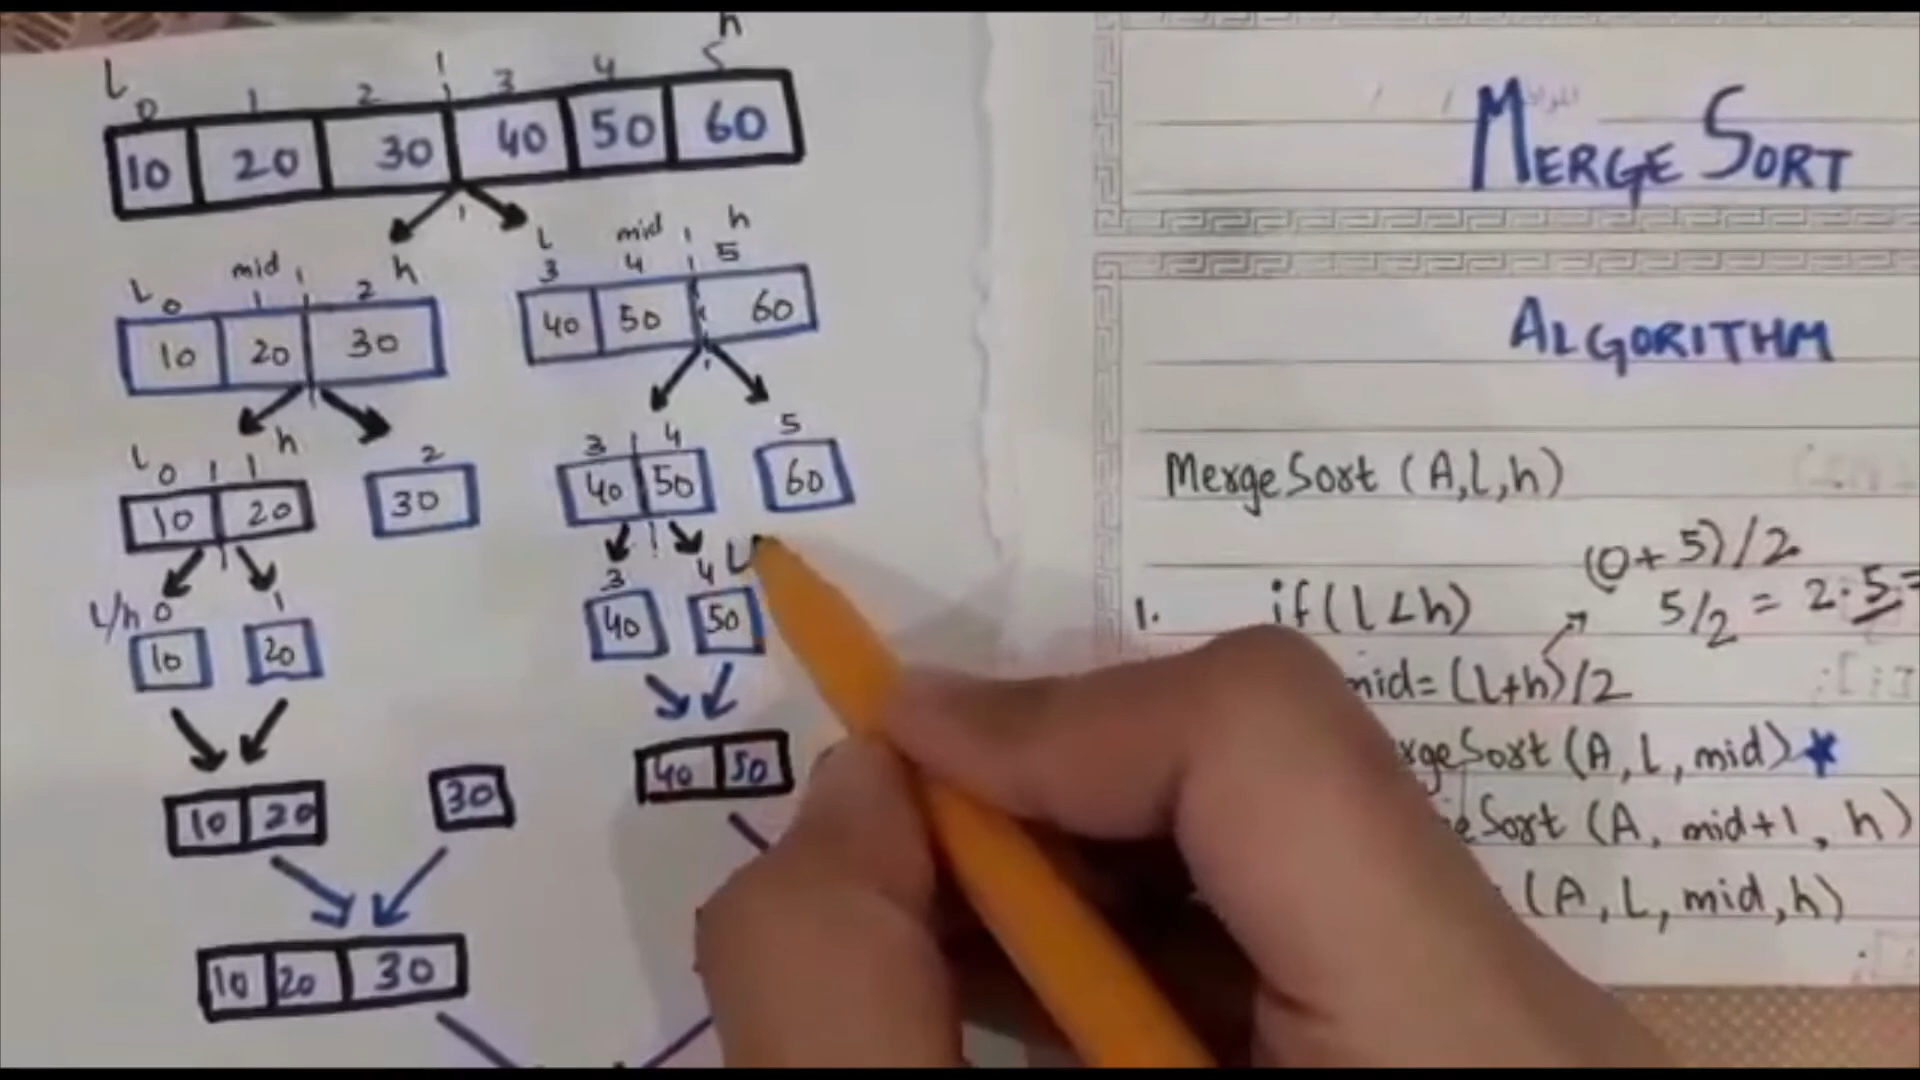 h
L 0 1 2 3 4 5
10 20 30 40 50 60
L 0 mid 1 2 h
10 20 30
L 3 mid 4 h 5
40 50 60
L 0 1 h
10 20
2
30
3 4
40 50
5
60
L/h 0 1
10 20
3 4 L
40 50
10 20 30
40 50
10 20 30
MERGE SORT
ALGORITHM
MergeSort (A,l,h)
(0+5)/2
1. if(l<h)
5/2 = 2.5=
mid=(L+h)/2
(A, L, mid)*
Sort (A, mid+1, h)
(A, L, mid, h)